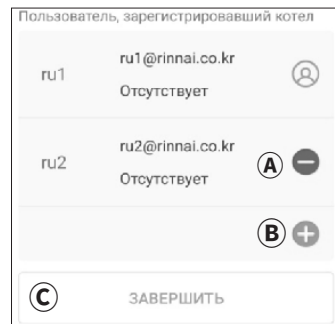 Пользователь, зарегистрировавший котел
ru1
ru1@rinnai.co.kr
Отсутствует
ru2
ru2@rinnai.co.kr
Отсутствует
A
B
C
ЗАВЕРШИТЬ